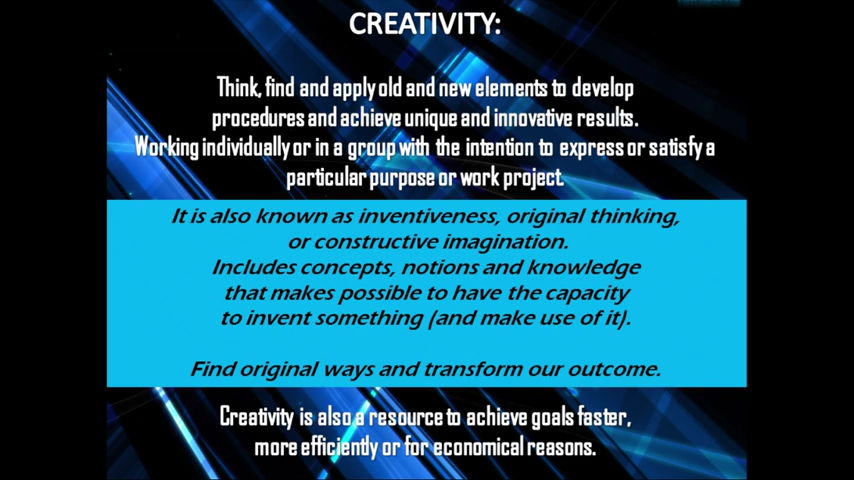 CREATIVITY:
Think, find and apply old and new elements to develop
procedures and achieve unique and innovative results.
Working individually or in a group with the intention to express or satisfy a
particular purpose or work project.
It is also known as inventiveness, original thinking,
or constructive imagination.
Includes concepts, notions and knowledge
that makes possible to have the capacity
to invent something (and make use of it).
Find original ways and transform our outcome.
Creativity is also a resource to achieve goals faster,
more efficiently or for economical reasons.